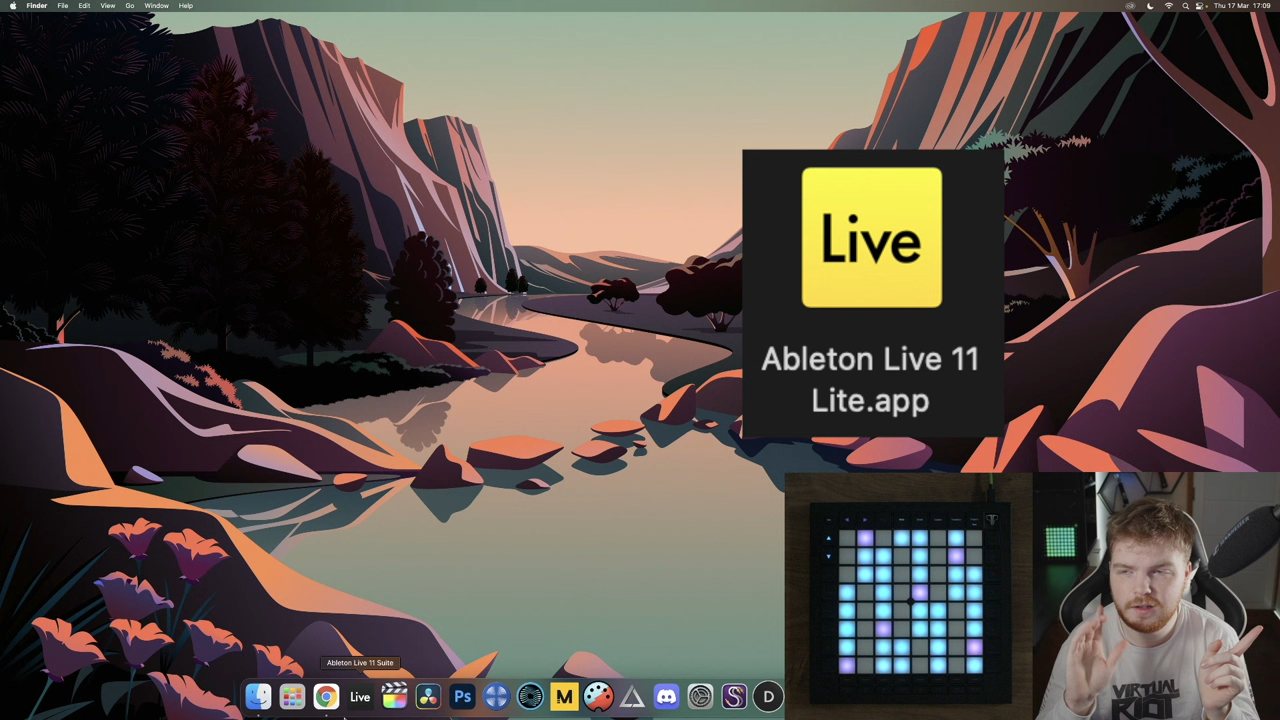 Finder File Edit View Go Window Help
Thu 17 Mar 17:09
Live
Ableton Live 11
Lite.app
Ableton Live 11 Suite
Live
Ps
M
S
D
VIRTUAL
RIOT